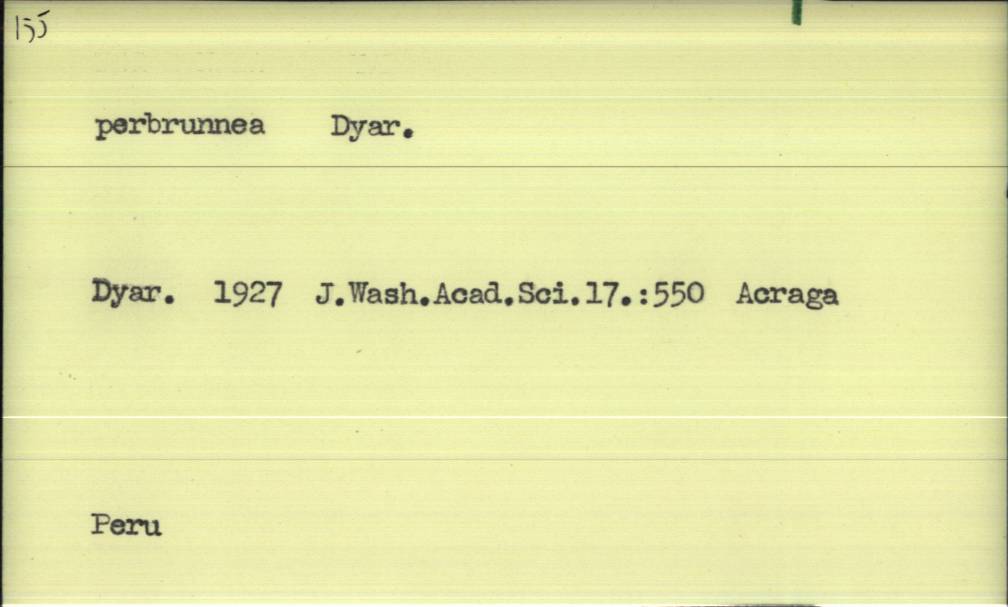 155
perbrunnea Dyar.
Dyar. 1927 J.Wash.Acad.Sci.17.:550 Acraga
Peru